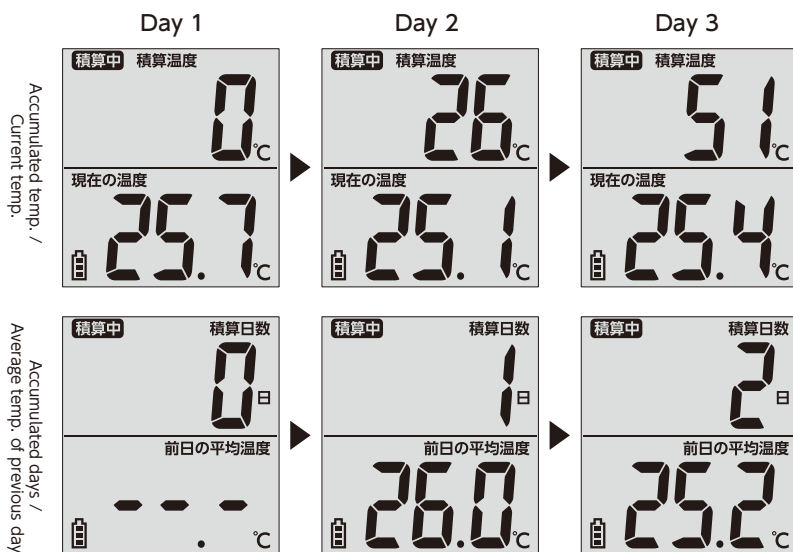 Day 1
Day 2
Day 3
Accumulated temp. /
Current temp.
積算中 積算温度
0℃
現在の温度
25.7℃
積算中 積算温度
26℃
現在の温度
25.1℃
積算中 積算温度
51℃
現在の温度
25.4℃
Accumulated days /
Average temp. of previous day
積算中 積算日数
0日
前日の平均温度
--.-℃
積算中 積算日数
1日
前日の平均温度
26.0℃
積算中 積算日数
2日
前日の平均温度
25.2℃